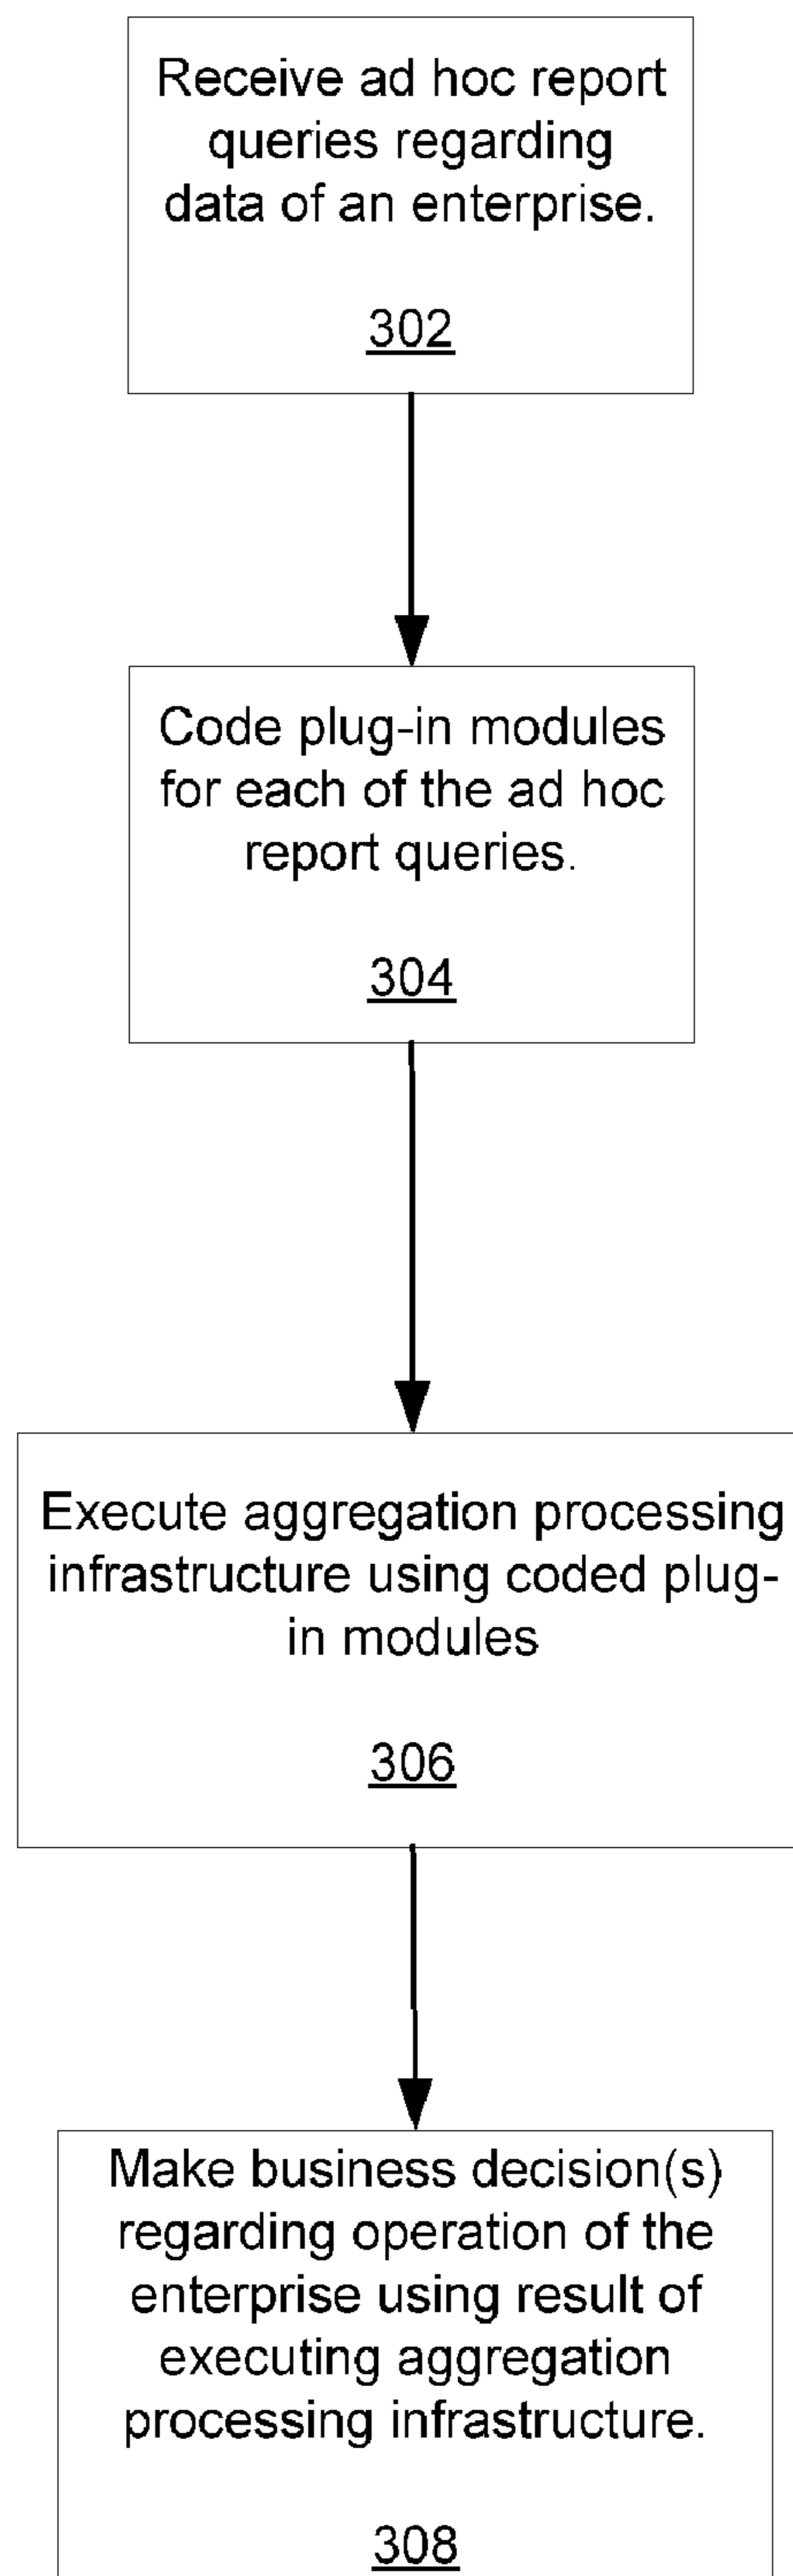 Receive ad hoc report
queries regarding
data of an enterprise.
302
Code plug-in modules
for each of the ad hoc
report queries.
304
Execute aggregation processing
infrastructure using coded plug-
in modules
306
Make business decision(s)
regarding operation of the
enterprise using result of
executing aggregation
processing infrastructure.
308